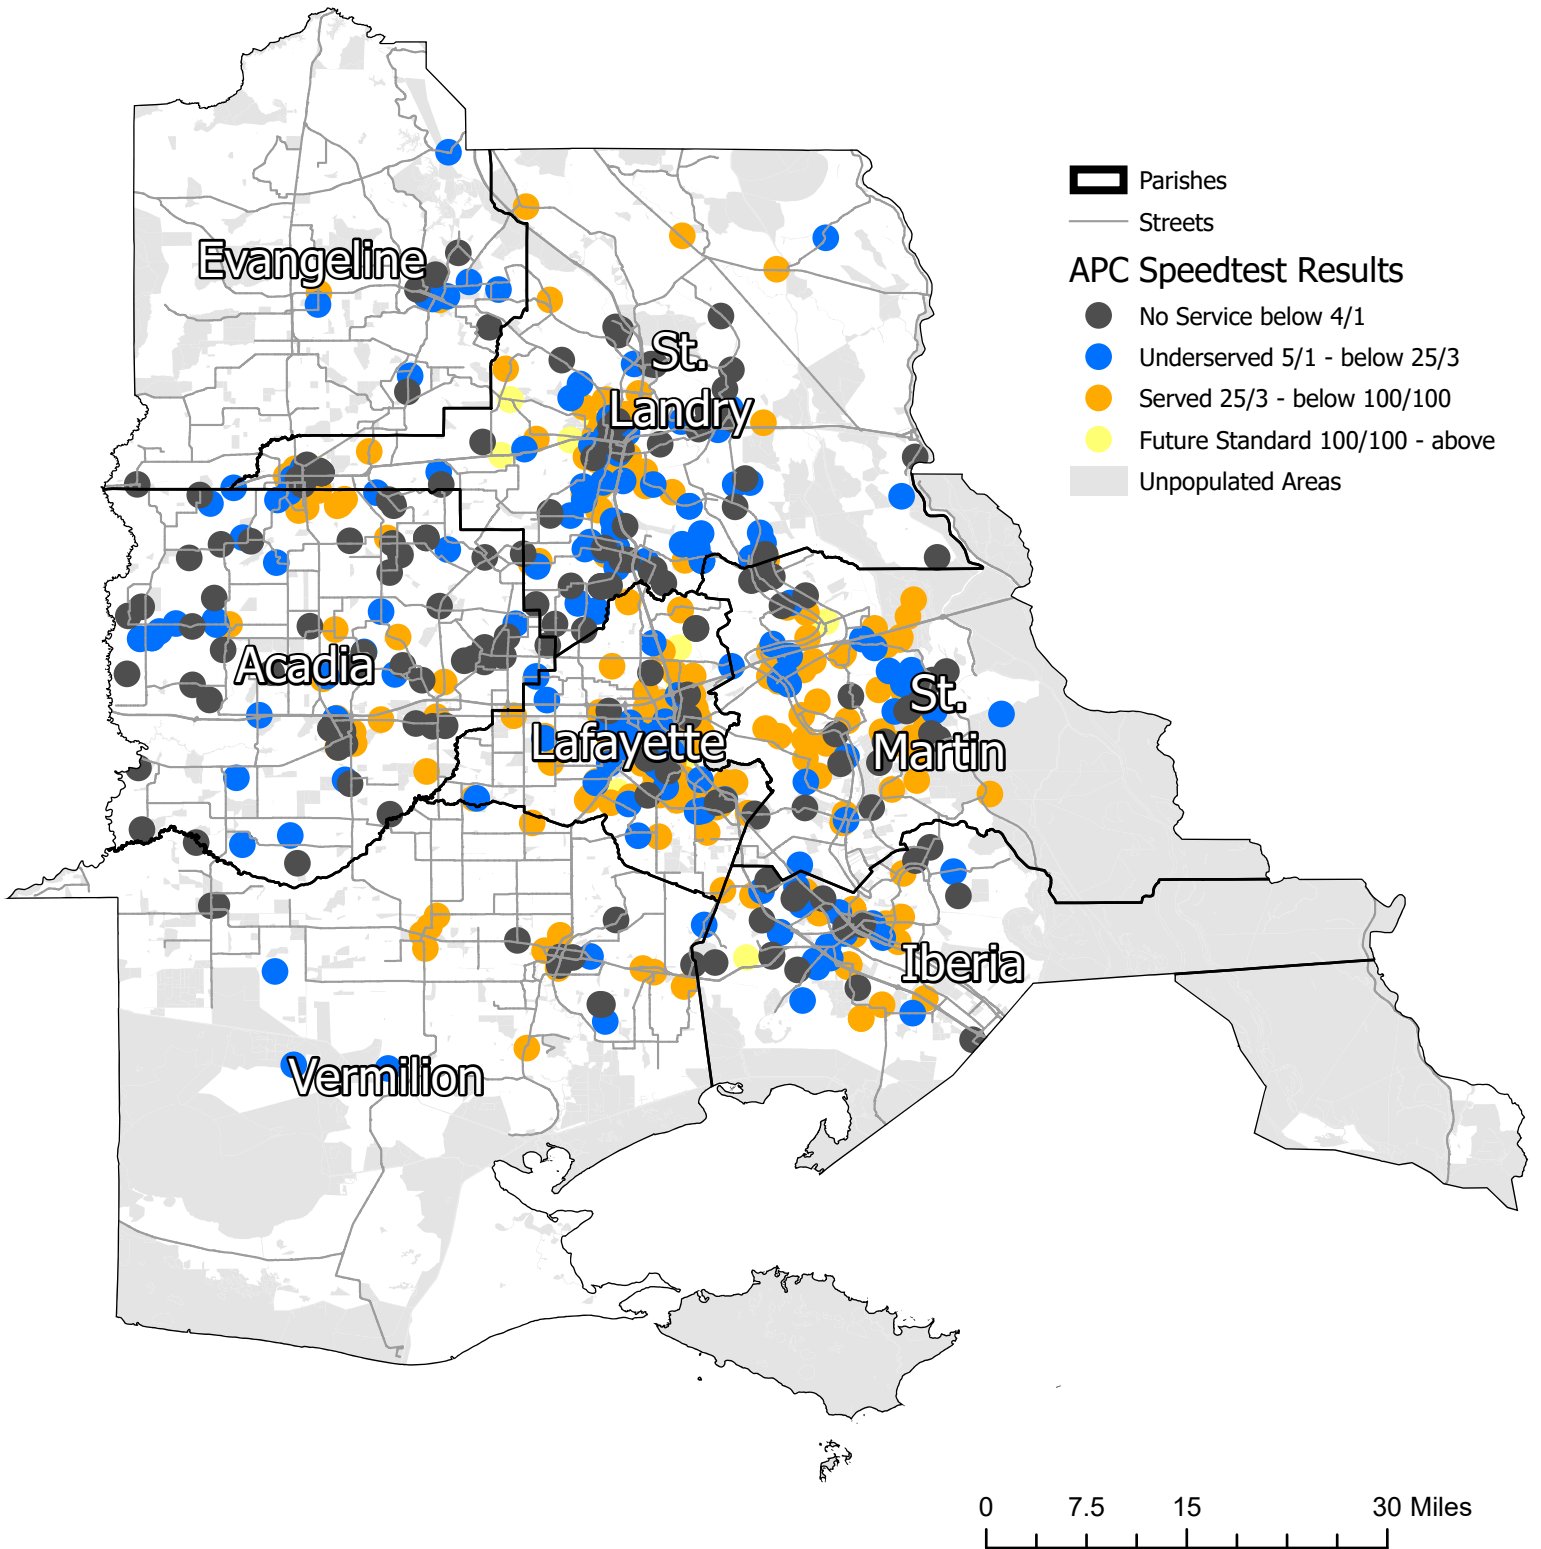 Parishes
Streets
APC Speedtest Results
No Service below 4/1
Underserved 5/1 - below 25/3
Served 25/3 - below 100/100
Future Standard 100/100 - above
Unpopulated Areas
Evangeline
St.
Landry
Acadia
Lafayette
St.
Martin
Iberia
Vermilion
0 7.5 15 30 Miles